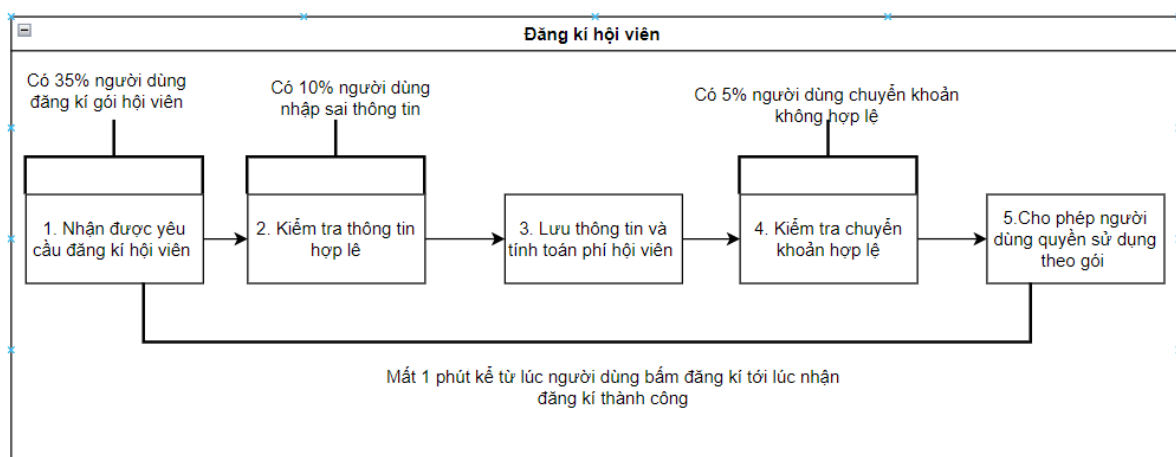 Đăng kí hội viên
Có 35% người dùng
đăng kí gói hội viên
Có 10% người dùng
nhập sai thông tin
Có 5% người dùng chuyển khoản
không hợp lệ
1. Nhận được yêu
cầu đăng kí hội viên
2. Kiểm tra thông tin
hợp lê
3. Lưu thông tin và
tính toán phí hội viên
4. Kiểm tra chuyển
khoản hợp lệ
5.Cho phép người
dùng quyền sử dụng
theo gói
Mất 1 phút kể từ lúc người dùng bấm đăng kí tới lúc nhận
đăng kí thành công